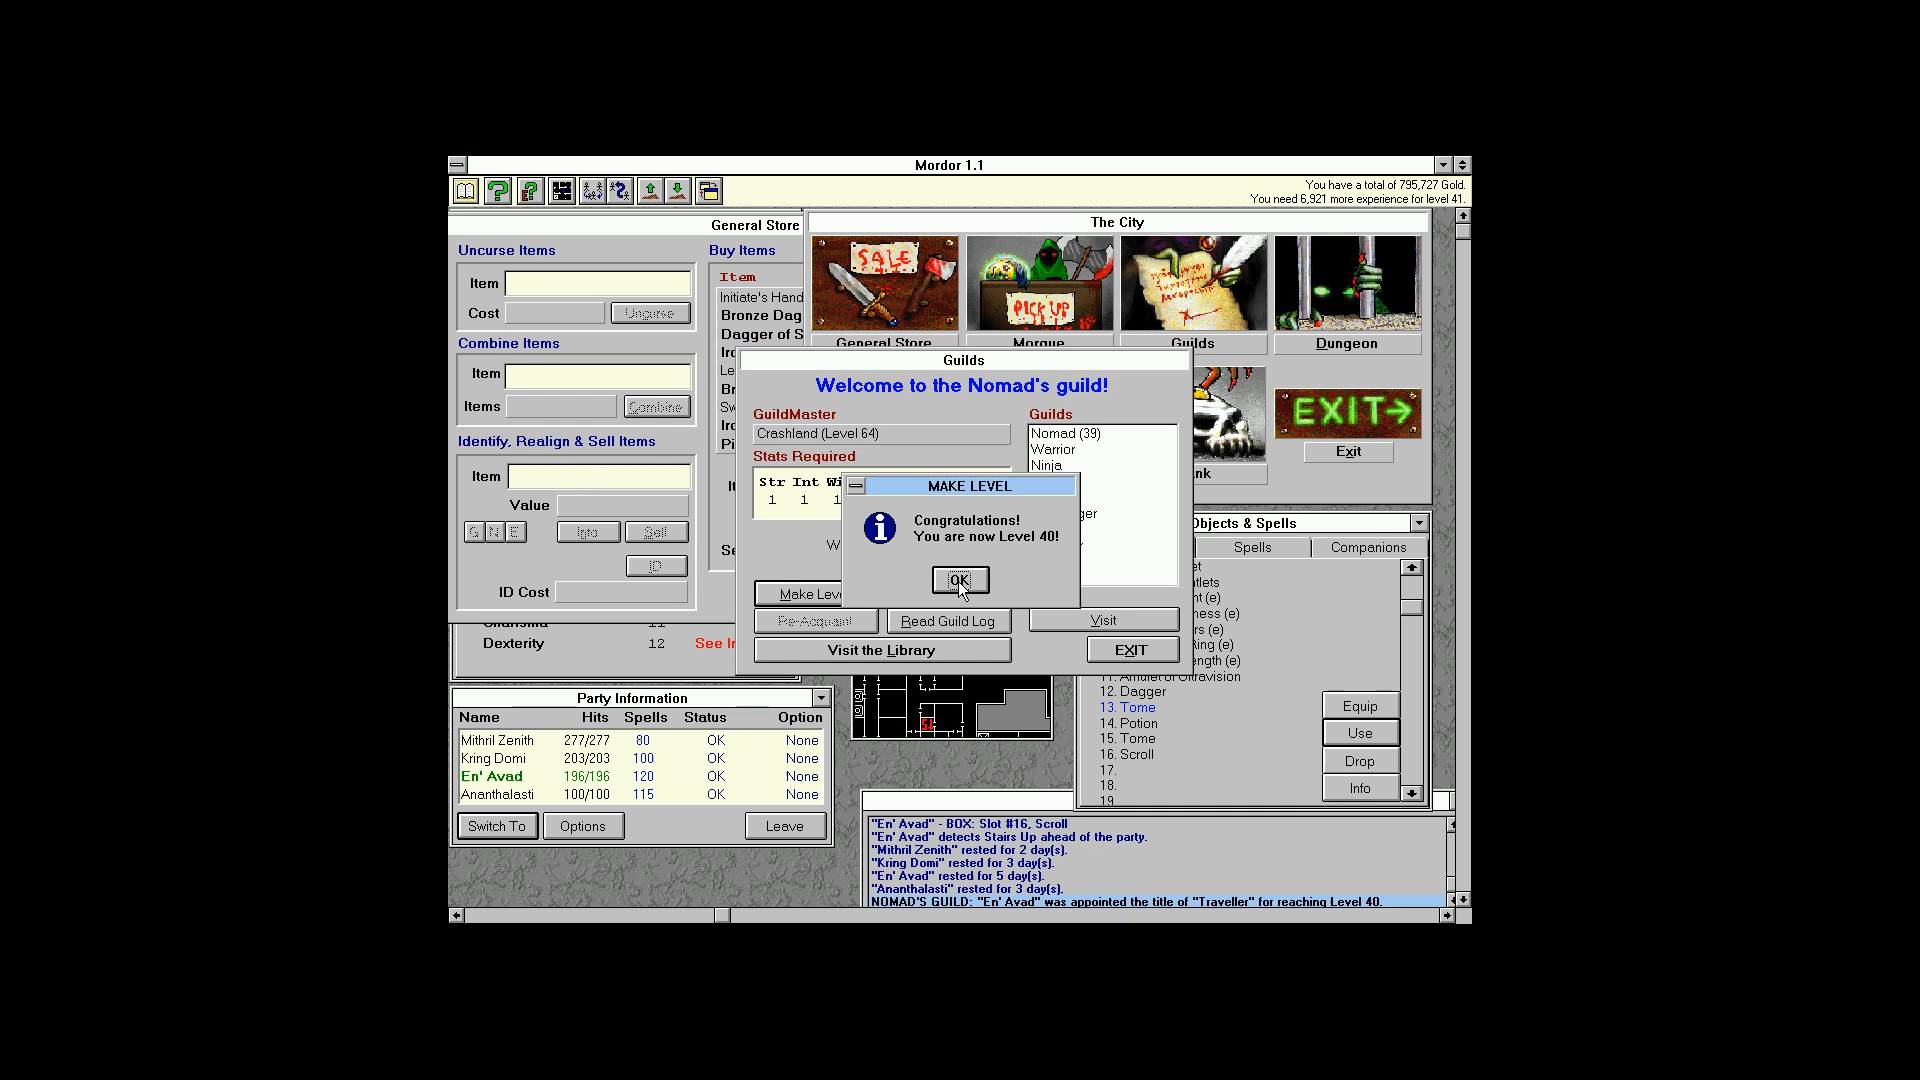 Mordor 1.1
You have a total of 795,727 Gold.
You need 6,921 more experience for level 41.
General Store
Uncurse Items
Item
Cost
Uncurse
Combine Items
Item
Items
Combine
Identify, Realign & Sell Items
Item
Value
G N E
Info
Sell
ID
ID Cost
Buy Items
Item
Initiate's Hand
Bronze Dag
Dagger of S
Dexterity 12 See
The City
SALE
PICK UP
General Store
Morgue
Guilds
Dungeon
EXIT
Exit
Guilds
Welcome to the Nomad's guild!
GuildMaster
Crashland (Level 64)
Stats Required
Str Int Wi
1 1 1
Guilds
Nomad (39)
Warrior
Ninja
MAKE LEVEL
Congratulations!
You are now Level 40!
OK
Make Leve
Re-Acquaint
Read Guild Log
Visit
Visit the Library
EXIT
Objects & Spells
Spells
Companions
11. Amulet of Ultravision
12. Dagger
13. Tome
14. Potion
15. Tome
16. Scroll
17.
18.
19
Equip
Use
Drop
Info
Party Information
Name Hits Spells Status Option
Mithril Zenith 277/277 80 OK None
Kring Domi 203/203 100 OK None
En' Avad 196/196 120 OK None
Ananthalasti 100/100 115 OK None
Switch To
Options
Leave
"En' Avad" - BOX: Slot #16, Scroll
"En' Avad" detects Stairs Up ahead of the party.
"Mithril Zenith" rested for 2 day(s).
"Kring Domi" rested for 3 day(s).
"En' Avad" rested for 5 day(s).
"Ananthalasti" rested for 3 day(s).
NOMAD'S GUILD: "En' Avad" was appointed the title of "Traveller" for reaching Level 40.